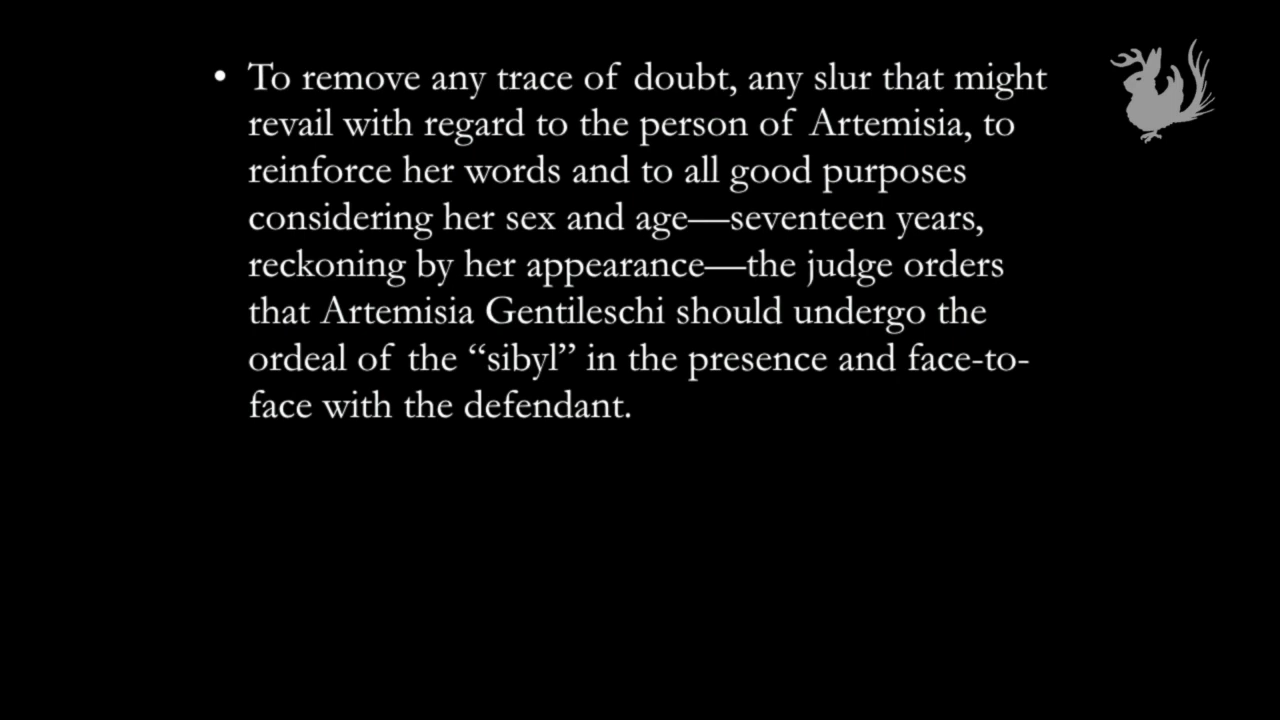 • To remove any trace of doubt, any slur that might
revail with regard to the person of Artemisia, to
reinforce her words and to all good purposes
considering her sex and age—seventeen years,
reckoning by her appearance—the judge orders
that Artemisia Gentileschi should undergo the
ordeal of the “sibyl” in the presence and face-to-
face with the defendant.